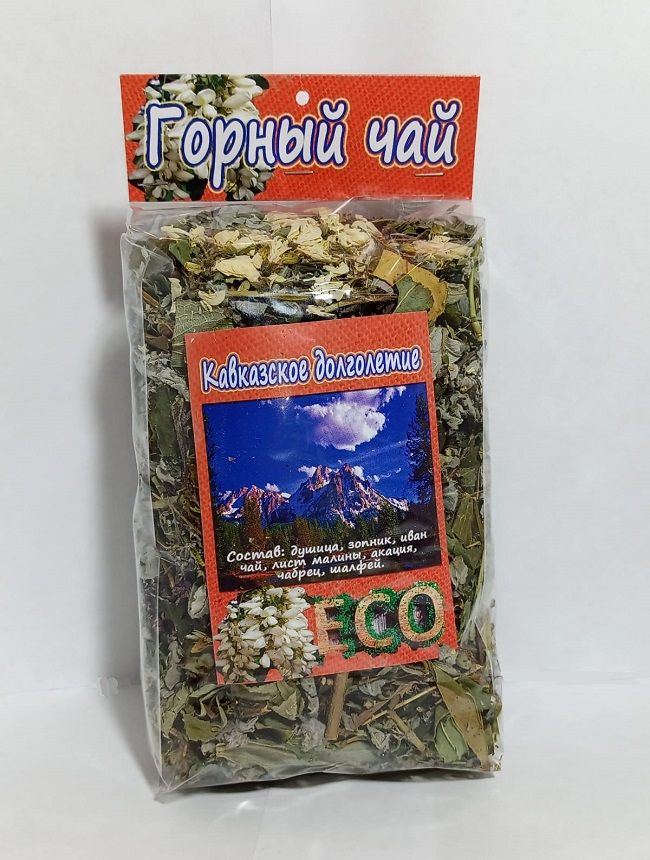 Горный чай
Кавказское долголетие
Состав: душица, зопник, иван
чай, лист малины, акация,
чабрец, шалфей.
ECO